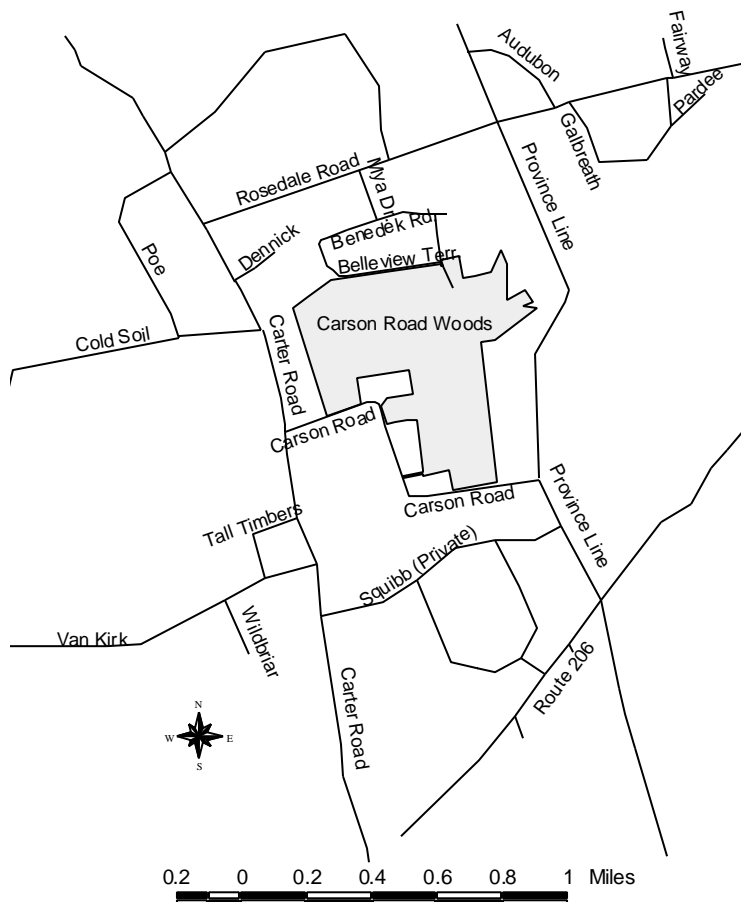 Fairway
Audubon
Pardee
Galbreath
Province Line
Mya Dr.
Rosedale Road
Benedek Rd.
Dennick
Belleview Terr
Poe
Carson Road Woods
Cold Soil
Carter Road
Carson Road
Carson Road
Province Line
Tall Timbers
Squibb (Private)
Wildbriar
Van Kirk
Route 206
Carter Road
N
W E
S
0.2 0 0.2 0.4 0.6 0.8 1 Miles